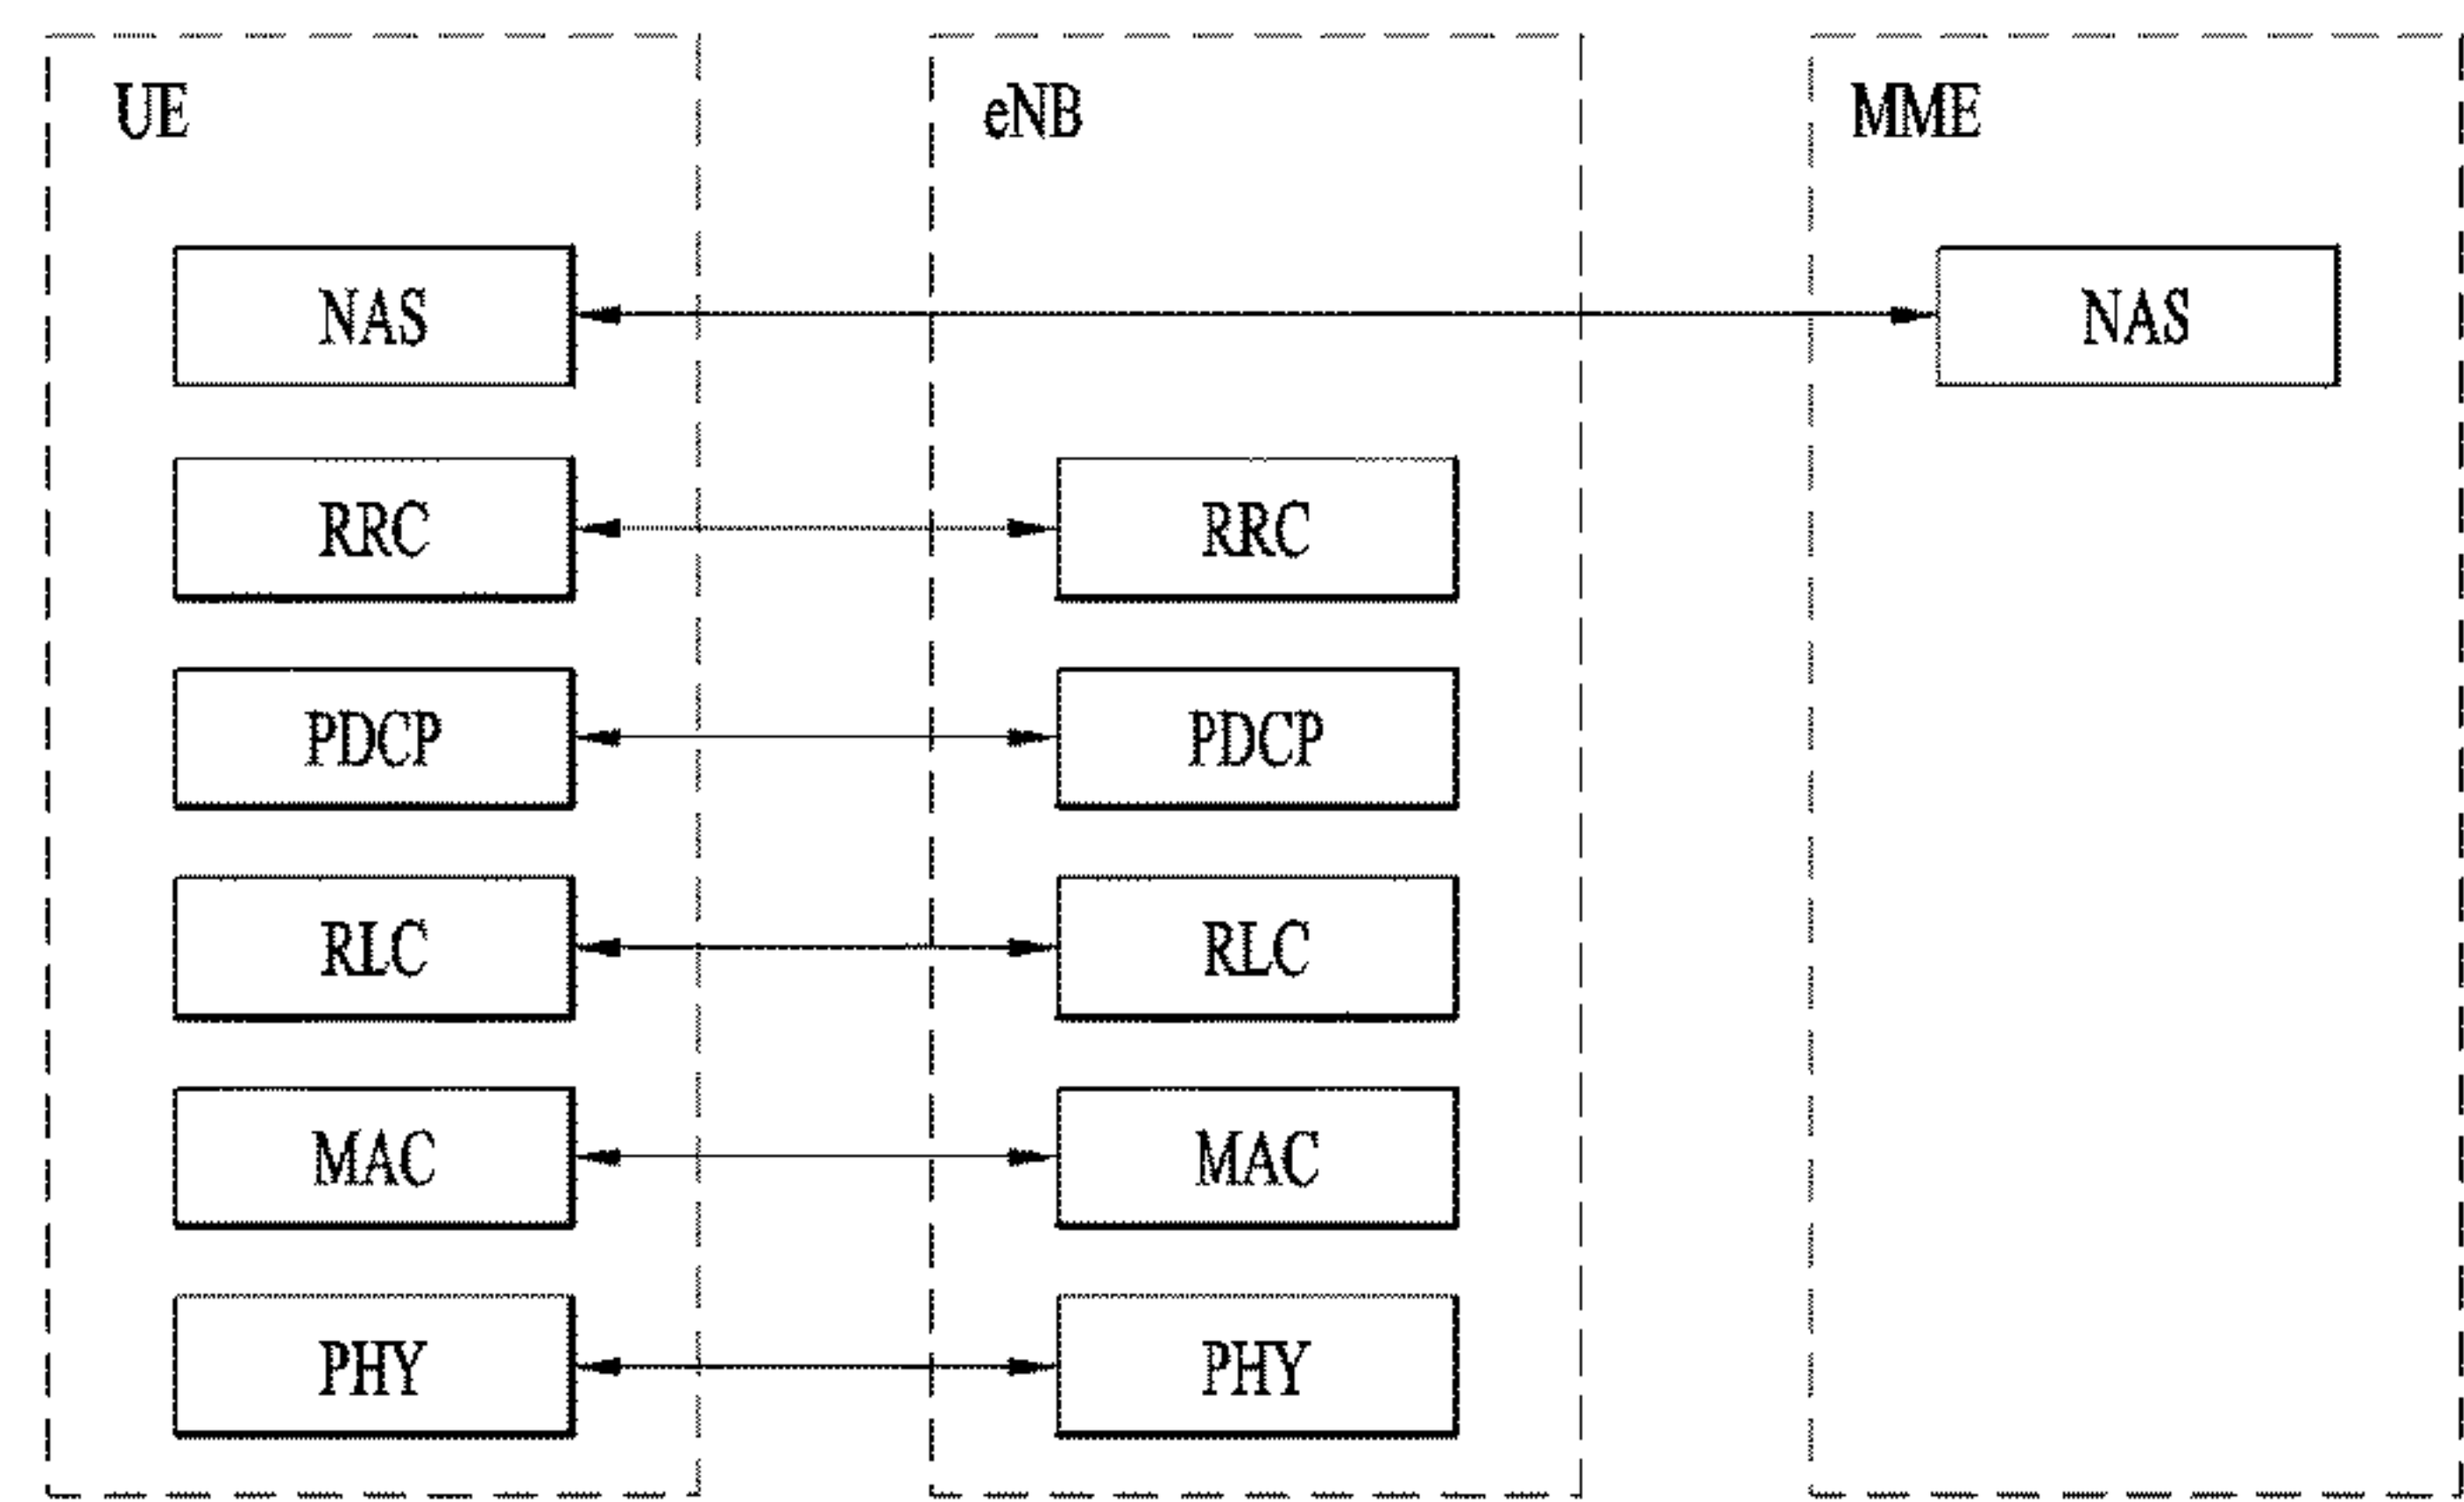 UE eNB MME
NAS NAS
RRC RRC
PDCP PDCP
RLC RLC
MAC MAC
PHY PHY